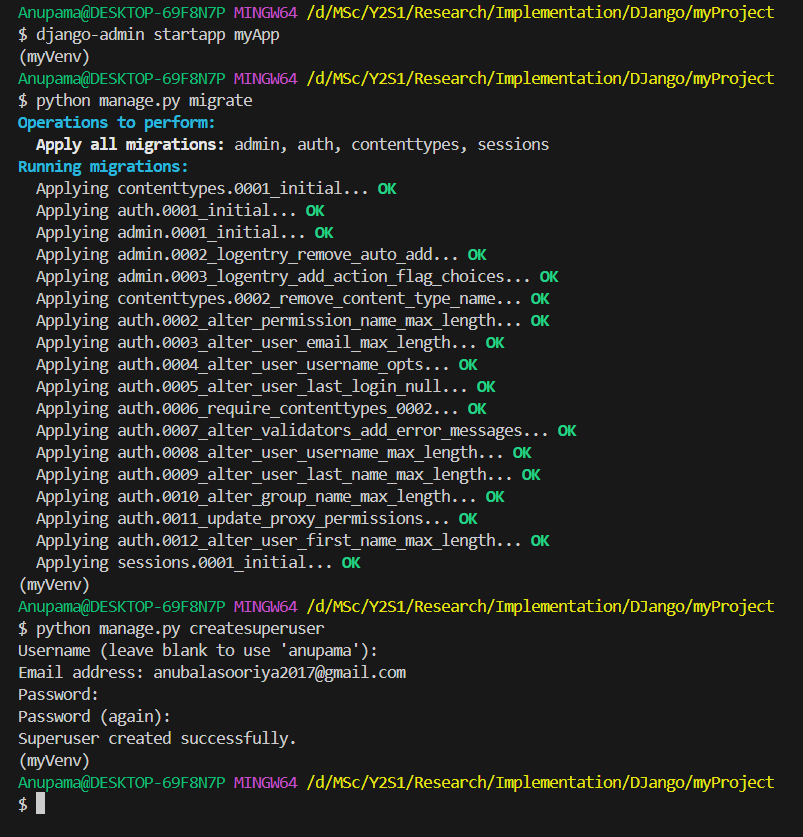 Anupama@DESKTOP-69F8N7P MINGW64 /d/MSc/Y2S1/Research/Implementation/DJango/myProject
$ django-admin startapp myApp
(myVenv)
Anupama@DESKTOP-69F8N7P MINGW64 /d/MSc/Y2S1/Research/Implementation/DJango/myProject
$ python manage.py migrate
Operations to perform:
  Apply all migrations: admin, auth, contenttypes, sessions
Running migrations:
  Applying contenttypes.0001_initial... OK
  Applying auth.0001_initial... OK
  Applying admin.0001_initial... OK
  Applying admin.0002_logentry_remove_auto_add... OK
  Applying admin.0003_logentry_add_action_flag_choices... OK
  Applying contenttypes.0002_remove_content_type_name... OK
  Applying auth.0002_alter_permission_name_max_length... OK
  Applying auth.0003_alter_user_email_max_length... OK
  Applying auth.0004_alter_user_username_opts... OK
  Applying auth.0005_alter_user_last_login_null... OK
  Applying auth.0006_require_contenttypes_0002... OK
  Applying auth.0007_alter_validators_add_error_messages... OK
  Applying auth.0008_alter_user_username_max_length... OK
  Applying auth.0009_alter_user_last_name_max_length... OK
  Applying auth.0010_alter_group_name_max_length... OK
  Applying auth.0011_update_proxy_permissions... OK
  Applying auth.0012_alter_user_first_name_max_length... OK
  Applying sessions.0001_initial... OK
(myVenv)
Anupama@DESKTOP-69F8N7P MINGW64 /d/MSc/Y2S1/Research/Implementation/DJango/myProject
$ python manage.py createsuperuser
Username (leave blank to use 'anupama'):
Email address: anubalasooriya2017@gmail.com
Password:
Password (again):
Superuser created successfully.
(myVenv)
Anupama@DESKTOP-69F8N7P MINGW64 /d/MSc/Y2S1/Research/Implementation/DJango/myProject
$